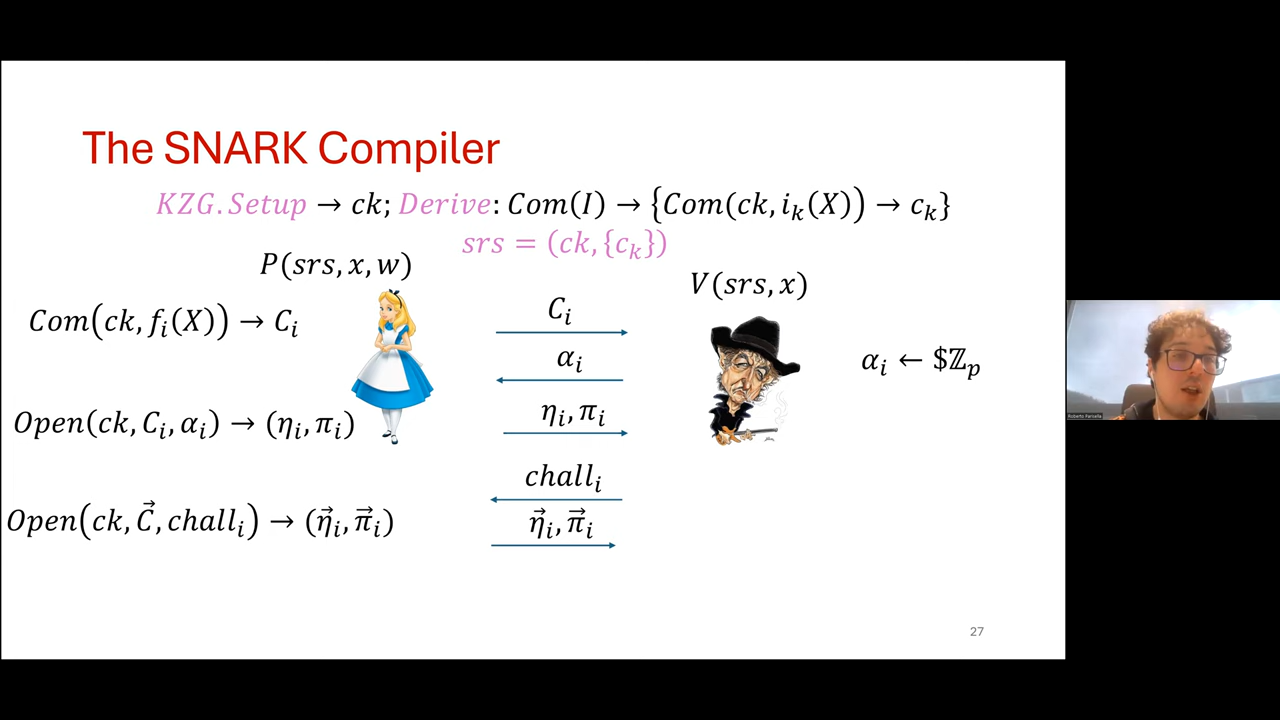 The SNARK Compiler
KZG.Setup → ck; Derive: Com(I) → {Com(ck, i_k(X)) → c_k}
srs = (ck, {c_k})
P(srs, x, w)
V(srs, x)
Com(ck, f_i(X)) → C_i
C_i
α_i
α_i ← $ℤ_p
Open(ck, C_i, α_i) → (η_i, π_i)
η_i, π_i
chall_i
Open(ck, C⃗, chall_i) → (η⃗_i, π⃗_i)
η⃗_i, π⃗_i
27
Roberto Parisella